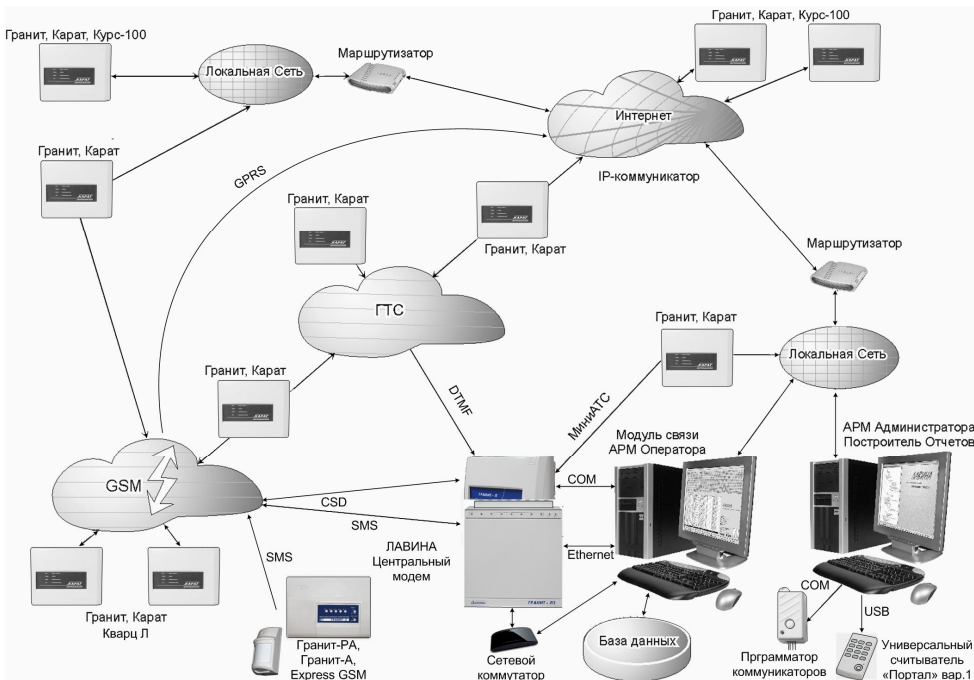 Гранит, Карат, Курс-100
Гранит, Карат, Курс-100
Маршрутизатор
Локальная Сеть
Интернет
Гранит, Карат
GPRS
IP-коммуникатор
Гранит, Карат
Гранит, Карат
Маршрутизатор
ГТС
Гранит, Карат
Локальная Сеть
Гранит, Карат
DTMF
МиниАТС
Модуль связи
АРМ Оператора
АРМ Администратора
Построитель Отчетов
GSM
CSD
SMS
COM
Ethernet
ЛАВИНА
Центральный
модем
SMS
Гранит, Карат
Кварц Л
Гранит-РА,
Гранит-А,
Express GSM
Сетевой
коммутатор
База данных
COM
USB
Прграмматор
коммуникаторов
Универсальный
считыватель
«Портал» вар.1